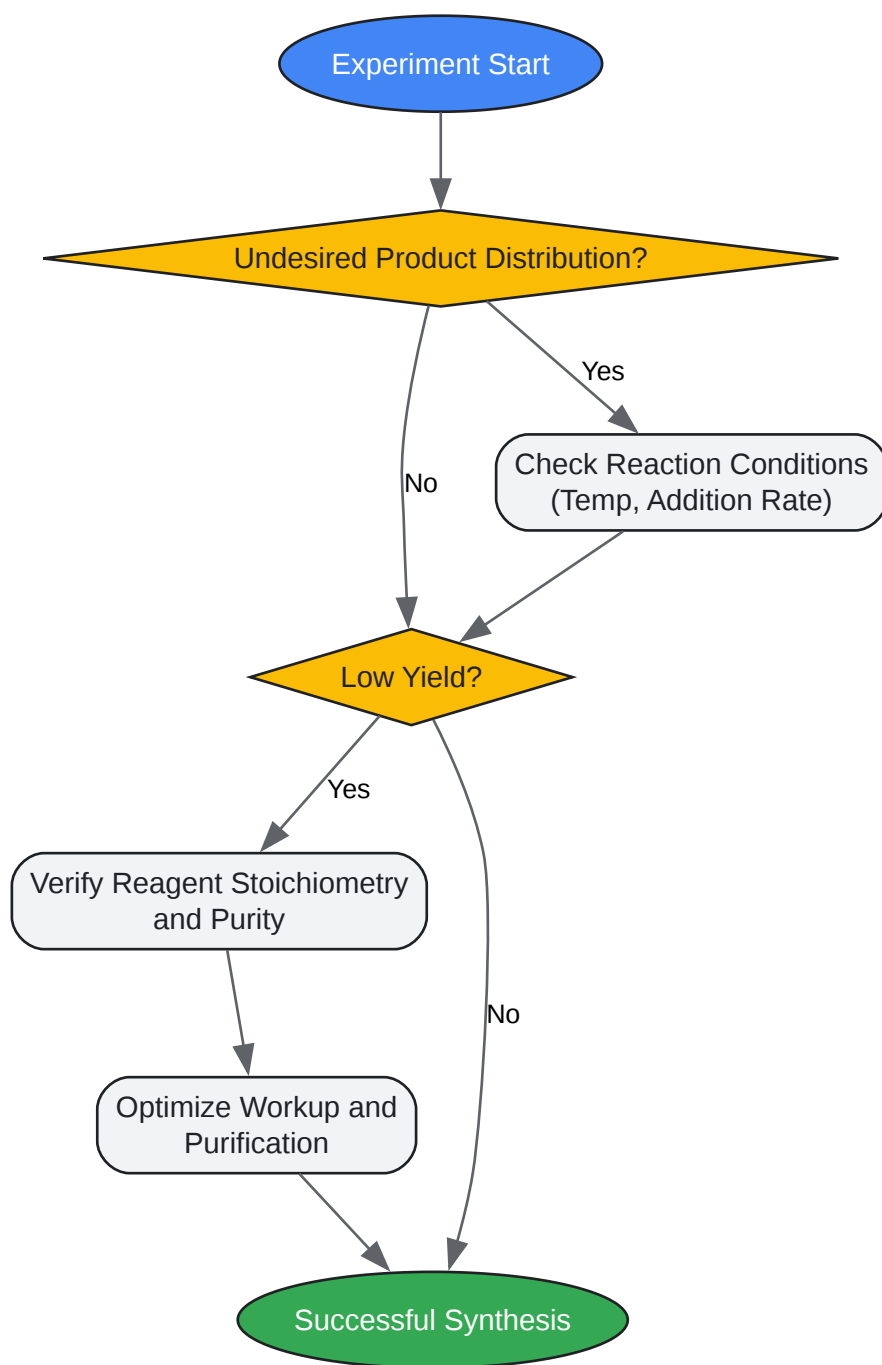 Experiment Start
Undesired Product Distribution?
Yes
Check Reaction Conditions
(Temp, Addition Rate)
No
Low Yield?
Yes
Verify Reagent Stoichiometry
and Purity
No
Optimize Workup and
Purification
Successful Synthesis